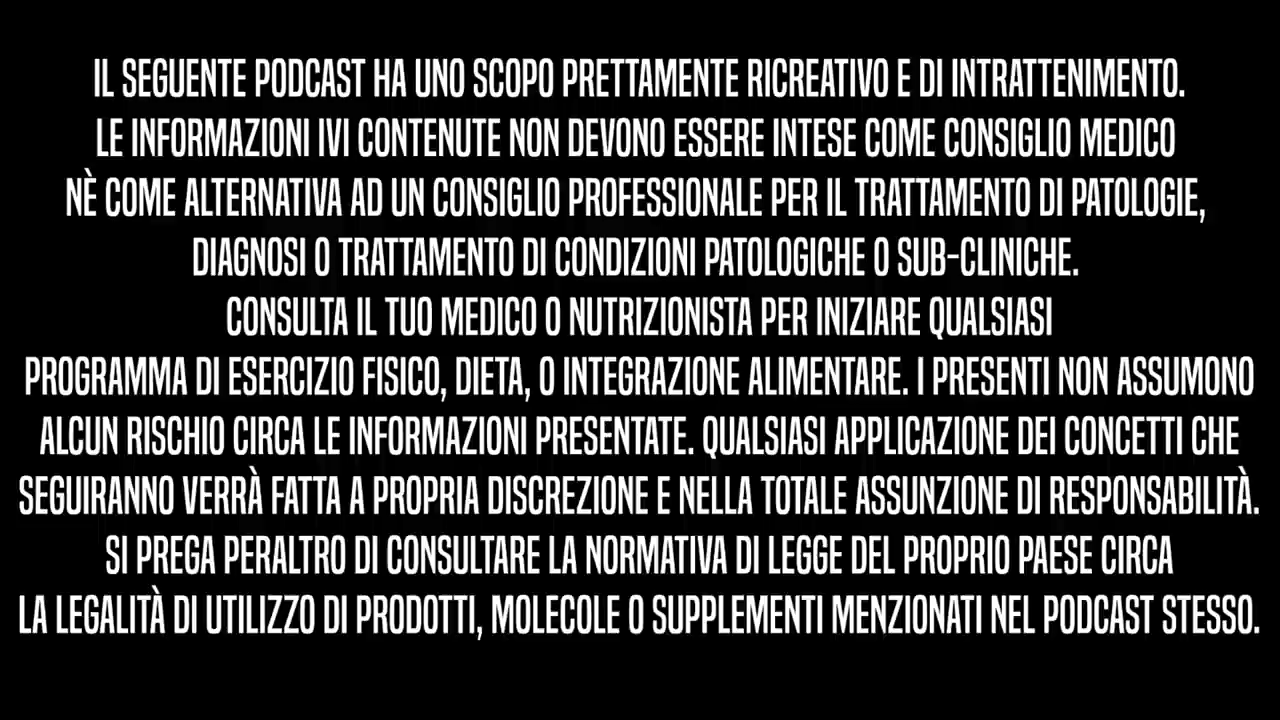 IL SEGUENTE PODCAST HA UNO SCOPO PRETTAMENTE RICREATIVO E DI INTRATTENIMENTO.
LE INFORMAZIONI IVI CONTENUTE NON DEVONO ESSERE INTESE COME CONSIGLIO MEDICO
NÈ COME ALTERNATIVA AD UN CONSIGLIO PROFESSIONALE PER IL TRATTAMENTO DI PATOLOGIE,
DIAGNOSI O TRATTAMENTO DI CONDIZIONI PATOLOGICHE O SUB-CLINICHE.
CONSULTA IL TUO MEDICO O NUTRIZIONISTA PER INIZIARE QUALSIASI
PROGRAMMA DI ESERCIZIO FISICO, DIETA, O INTEGRAZIONE ALIMENTARE. I PRESENTI NON ASSUMONO
ALCUN RISCHIO CIRCA LE INFORMAZIONI PRESENTATE. QUALSIASI APPLICAZIONE DEI CONCETTI CHE
SEGUIRANNO VERRÀ FATTA A PROPRIA DISCREZIONE E NELLA TOTALE ASSUNZIONE DI RESPONSABILITÀ.
SI PREGA PERALTRO DI CONSULTARE LA NORMATIVA DI LEGGE DEL PROPRIO PAESE CIRCA
LA LEGALITÀ DI UTILIZZO DI PRODOTTI, MOLECOLE O SUPPLEMENTI MENZIONATI NEL PODCAST STESSO.